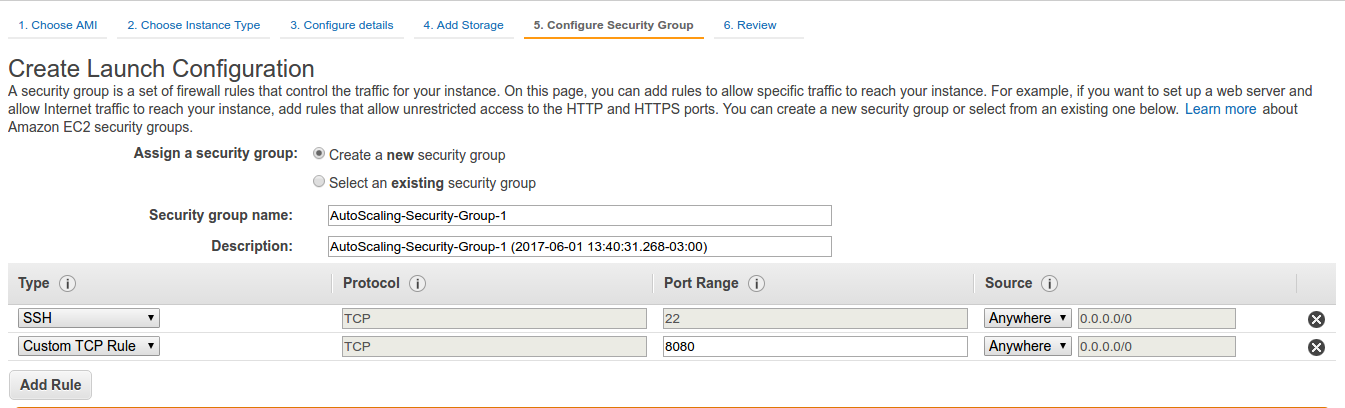 1. Choose AMI 2. Choose Instance Type 3. Configure details 4. Add Storage 5. Configure Security Group 6. Review
Create Launch Configuration
A security group is a set of firewall rules that control the traffic for your instance. On this page, you can add rules to allow specific traffic to reach your instance. For example, if you want to set up a web server and
allow Internet traffic to reach your instance, add rules that allow unrestricted access to the HTTP and HTTPS ports. You can create a new security group or select from an existing one below. Learn more about
Amazon EC2 security groups.
Assign a security group: Create a new security group
Select an existing security group
Security group name: AutoScaling-Security-Group-1
Description: AutoScaling-Security-Group-1 (2017-06-01 13:40:31.268-03:00)
Type i Protocol i Port Range i Source i
SSH TCP 22 Anywhere 0.0.0.0/0
Custom TCP Rule TCP 8080 Anywhere 0.0.0.0/0
Add Rule